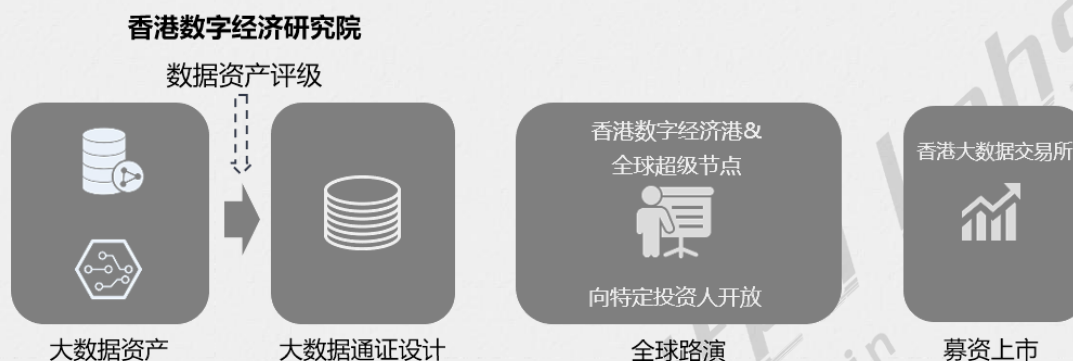 香港数字经济研究院
数据资产评级
香港数字经济港&
全球超级节点
向特定投资人开放
香港大数据交易所
大数据资产
大数据通证设计
全球路演
募资上市